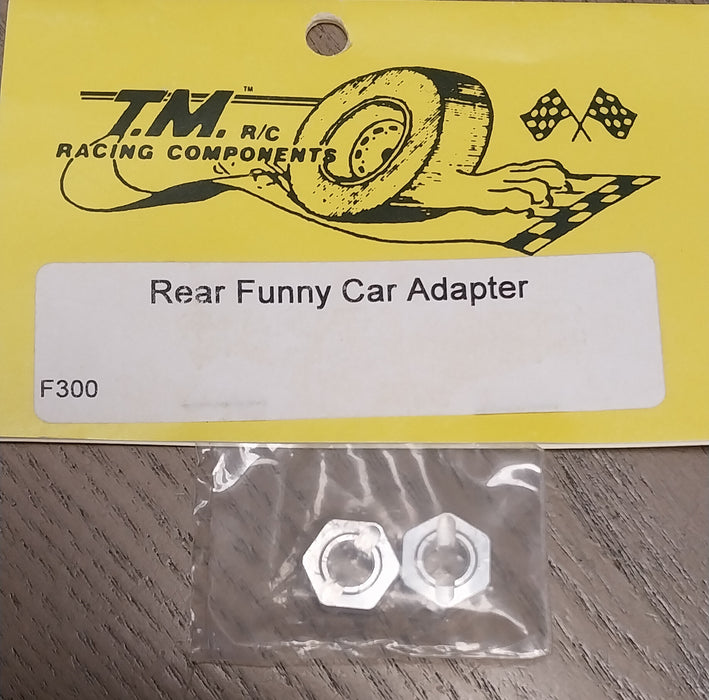 T.M.™ R/C
RACING COMPONENTS
Rear Funny Car Adapter
F300